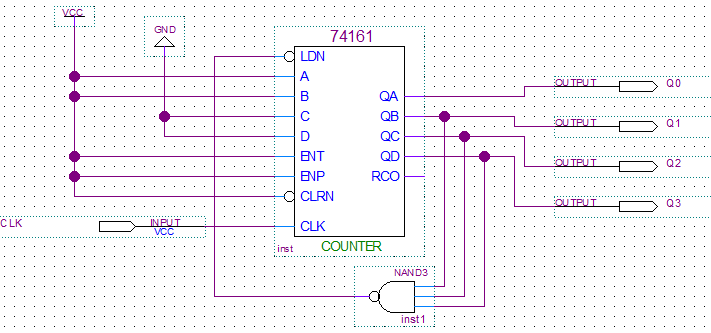 VCC
GND
74161
LDN
A
B
C
D
ENT
ENP
CLRN
CLK
QA
QB
QC
QD
RCO
inst
COUNTER
OUTPUT Q0
OUTPUT Q1
OUTPUT Q2
OUTPUT Q3
CLK INPUT
VCC
NAND3
inst1